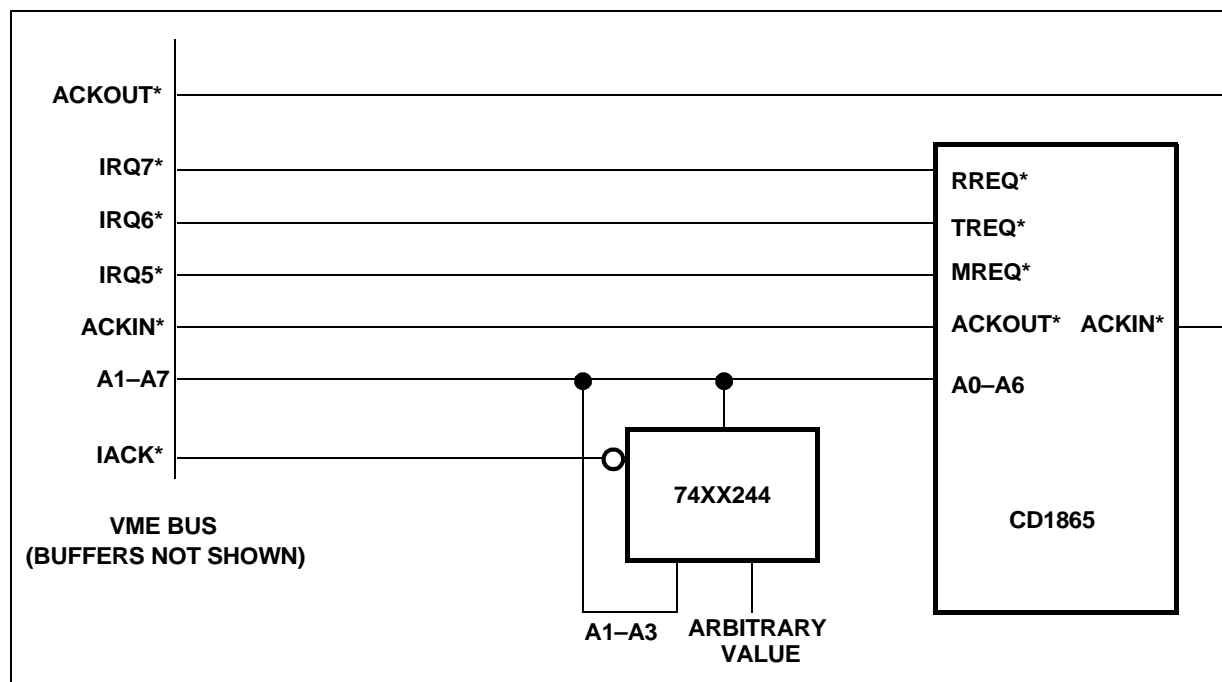 ACKOUT*
IRQ7*
IRQ6*
IRQ5*
ACKIN*
A1–A7
IACK*
VME BUS
(BUFFERS NOT SHOWN)
RREQ*
TREQ*
MREQ*
ACKOUT* ACKIN*
A0–A6
CD1865
74XX244
A1–A3
ARBITRARY
VALUE